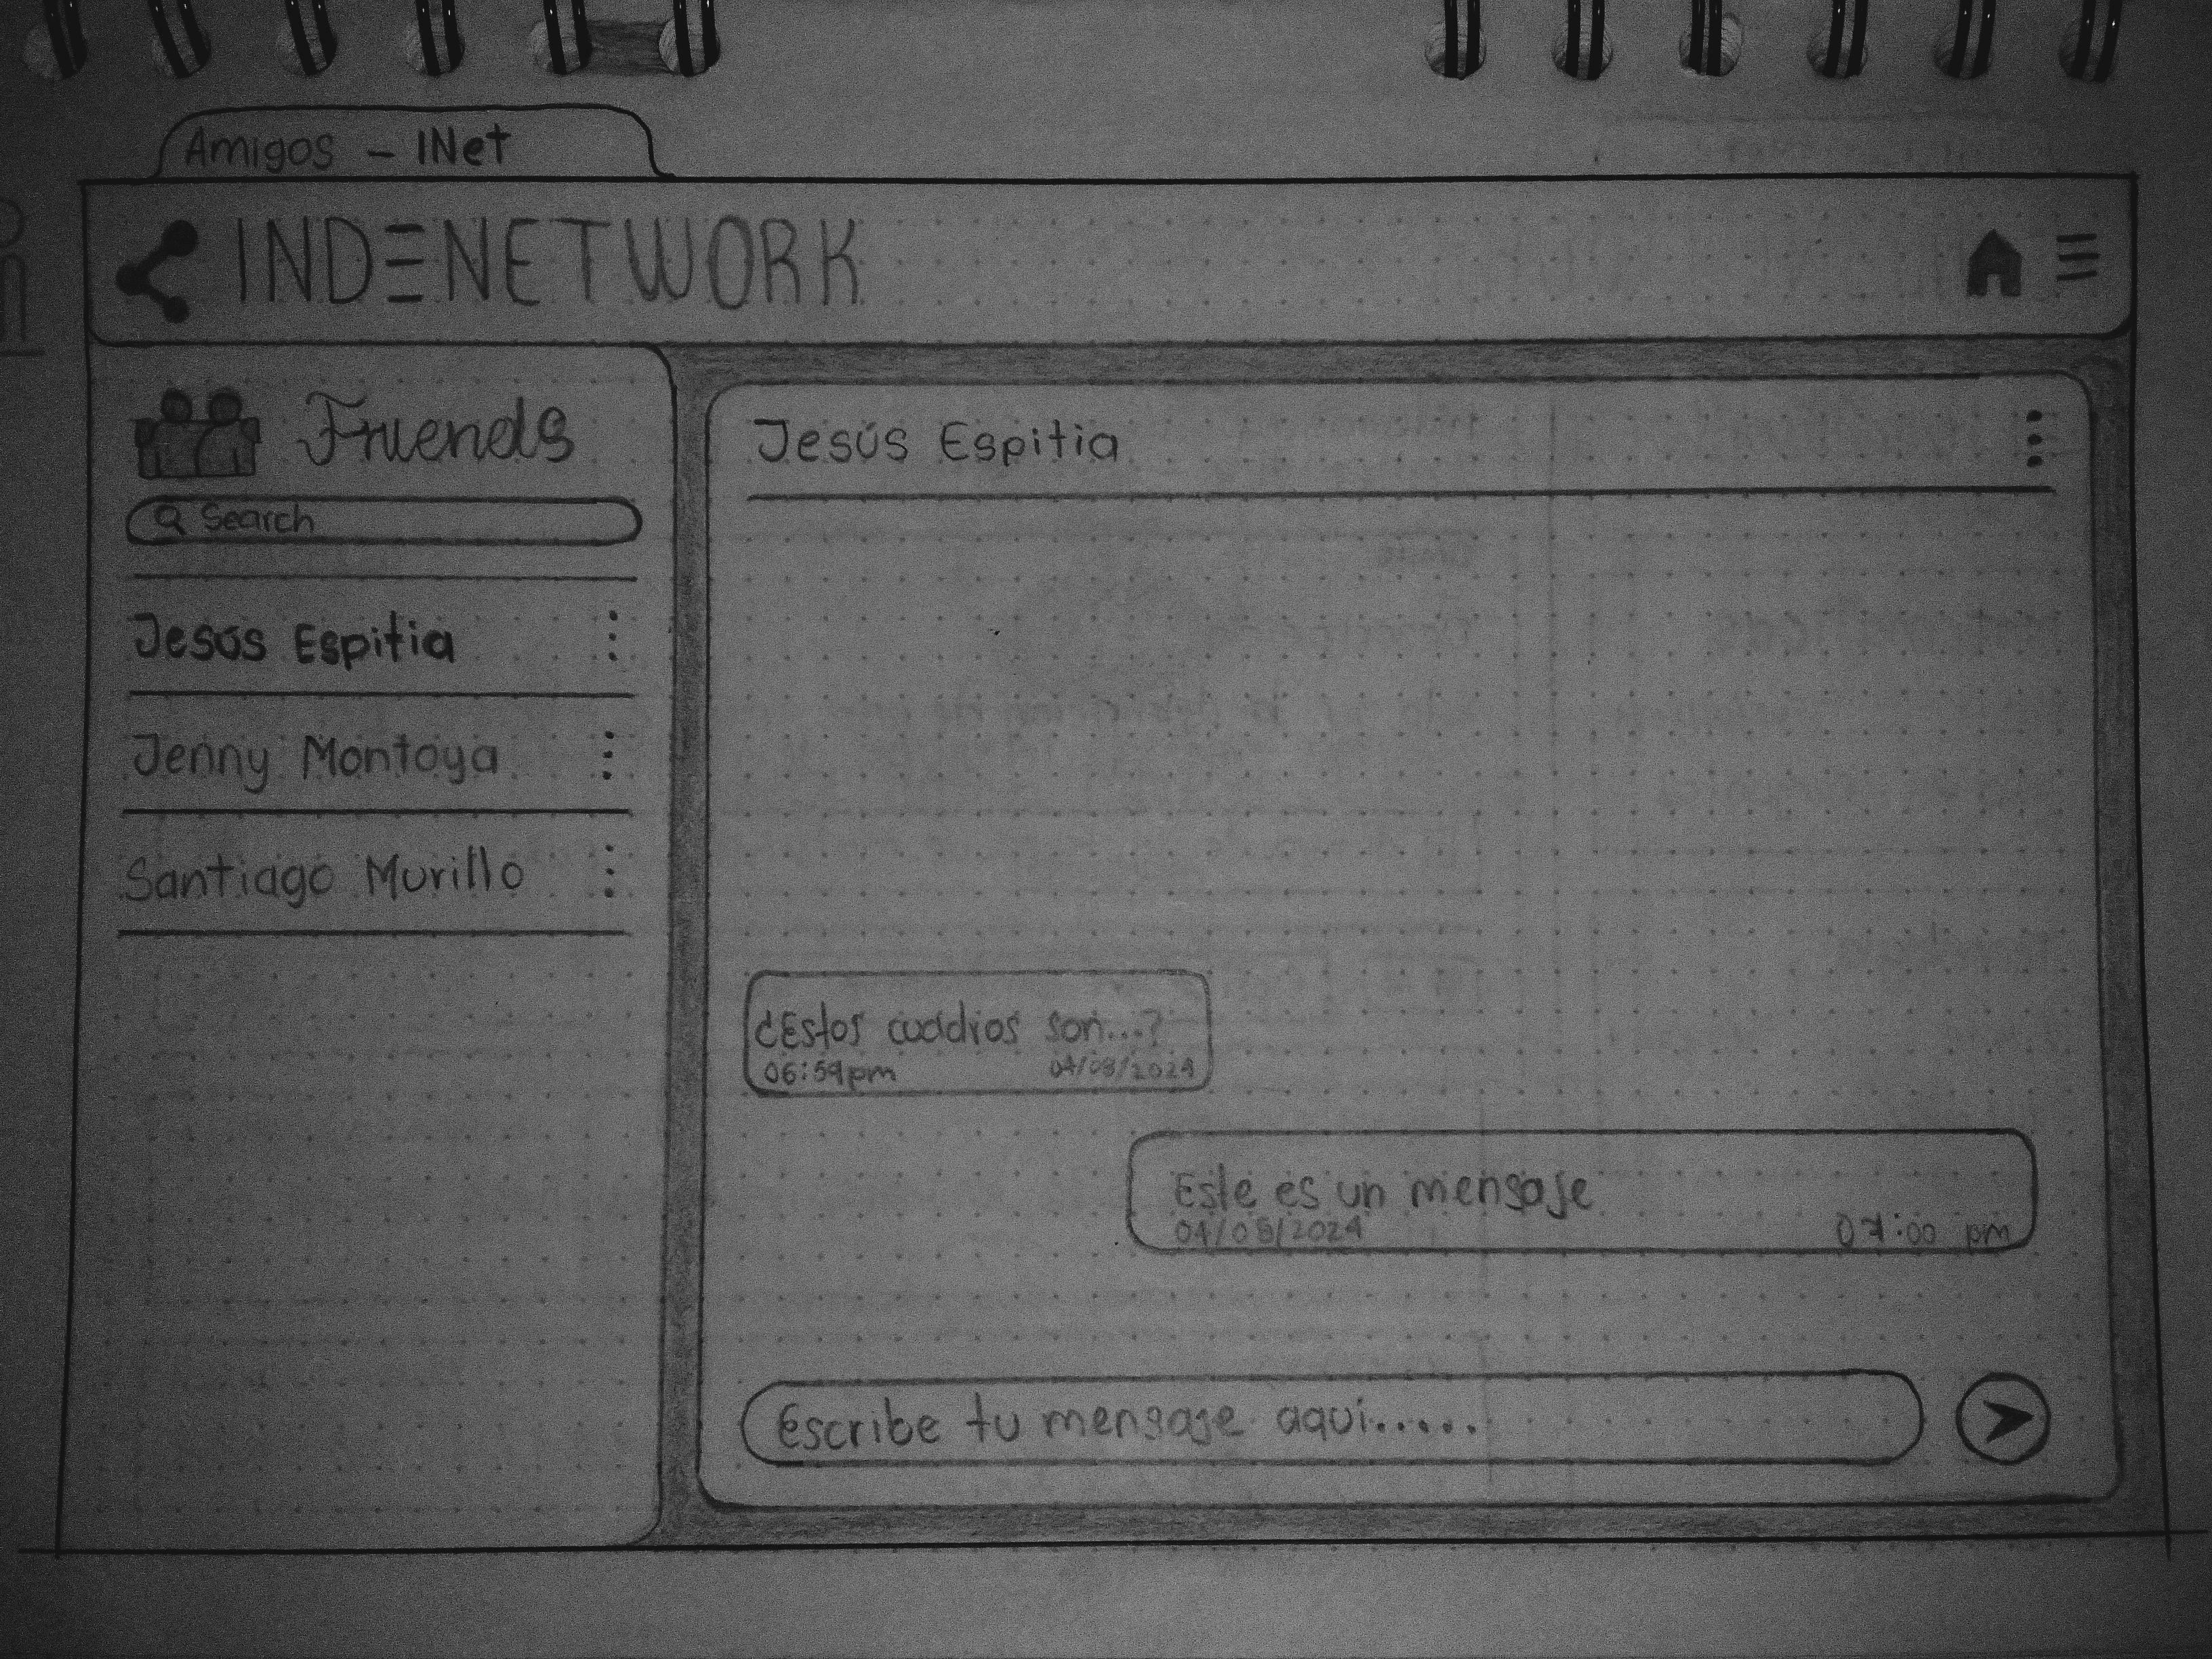 Amigos - INet
INDENETWORK
Friends
Search
Jesús Espitia
Jenny Montoya
Santiago Murillo
Jesús Espitia
¿Estos cuadros son...?
06:59pm 04/08/2024
Este es un mensaje
04/08/2024 07:00 pm
Escribe tu mensaje aqui.....